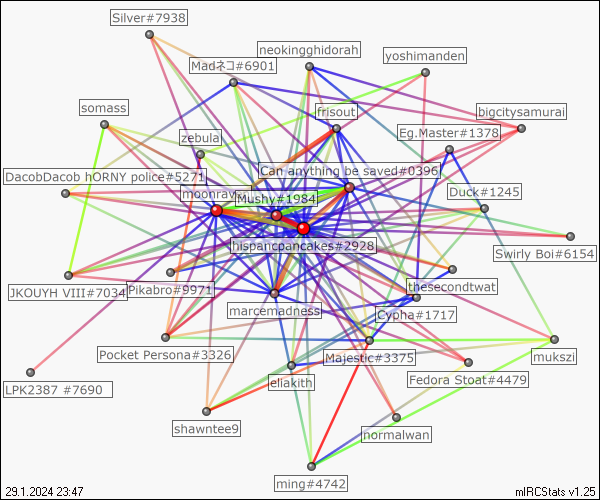 Silver#7938
neokingghidorah
yoshimanden
Madネコ#6901
somass
frisout
bigcitysamurai
Eg.Master#1378
zebula
Can anything be saved#0396
DacobDacob hORNY police#5271
moonrav
Mushy#1984
Duck#1245
hispanicpancakes#2928
Swirly Boi#6154
JKOUYH VIII#7034
Pikabro#9971
thesecondtwat
marcemadness
Cypha#1717
Pocket Persona#3326
Majestic#3375
mukszi
LPK2387 #7690
eliakith
Fedora Stoat#4479
shawntee9
normalwan
ming#4742
29.1.2024 23:47
mIRCStats v1.25